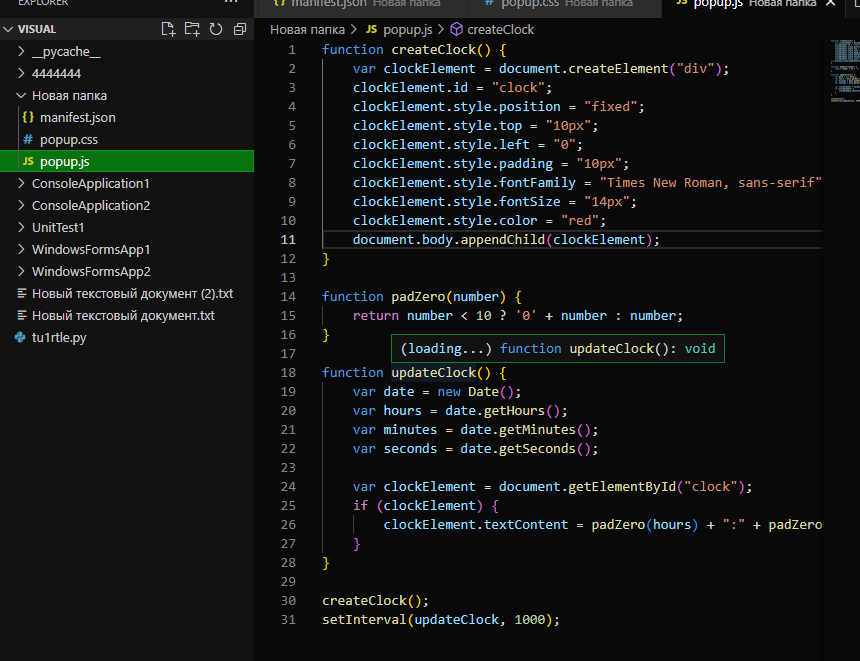 EXPLORER
...
manifest.json Новая папка
# popup.css Новая папка
JS popup.js Новая папка ×
VISUAL
__pycache__
4444444
Новая папка
{} manifest.json
# popup.css
JS popup.js
ConsoleApplication1
ConsoleApplication2
UnitTest1
WindowsFormsApp1
WindowsFormsApp2
Новый текстовый документ (2).txt
Новый текстовый документ.txt
tu1rtle.py
Новая папка > JS popup.js > createClock
1 function createClock() {
2 var clockElement = document.createElement("div");
3 clockElement.id = "clock";
4 clockElement.style.position = "fixed";
5 clockElement.style.top = "10px";
6 clockElement.style.left = "0";
7 clockElement.style.padding = "10px";
8 clockElement.style.fontFamily = "Times New Roman, sans-serif"
9 clockElement.style.fontSize = "14px";
10 clockElement.style.color = "red";
11 document.body.appendChild(clockElement);
12 }
13
14 function padZero(number) {
15 return number < 10 ? '0' + number : number;
16 }
(loading...) function updateClock(): void
17
18 function updateClock() {
19 var date = new Date();
20 var hours = date.getHours();
21 var minutes = date.getMinutes();
22 var seconds = date.getSeconds();
23
24 var clockElement = document.getElementById("clock");
25 if (clockElement) {
26 clockElement.textContent = padZero(hours) + ":" + padZero
27 }
28 }
29
30 createClock();
31 setInterval(updateClock, 1000);